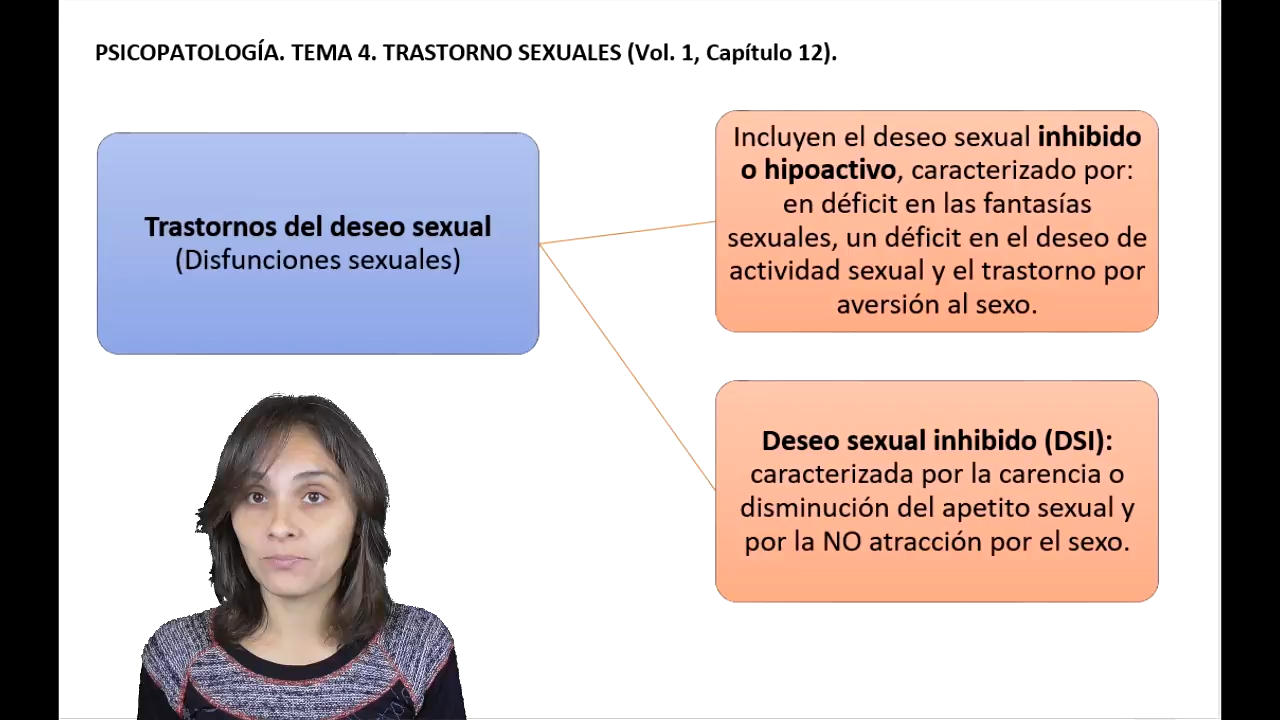 PSICOPATOLOGÍA. TEMA 4. TRASTORNO SEXUALES (Vol. 1, Capítulo 12).
Trastornos del deseo sexual
(Disfunciones sexuales)
Incluyen el deseo sexual inhibido
o hipoactivo, caracterizado por:
en déficit en las fantasías
sexuales, un déficit en el deseo de
actividad sexual y el trastorno por
aversión al sexo.
Deseo sexual inhibido (DSI):
caracterizada por la carencia o
disminución del apetito sexual y
por la NO atracción por el sexo.